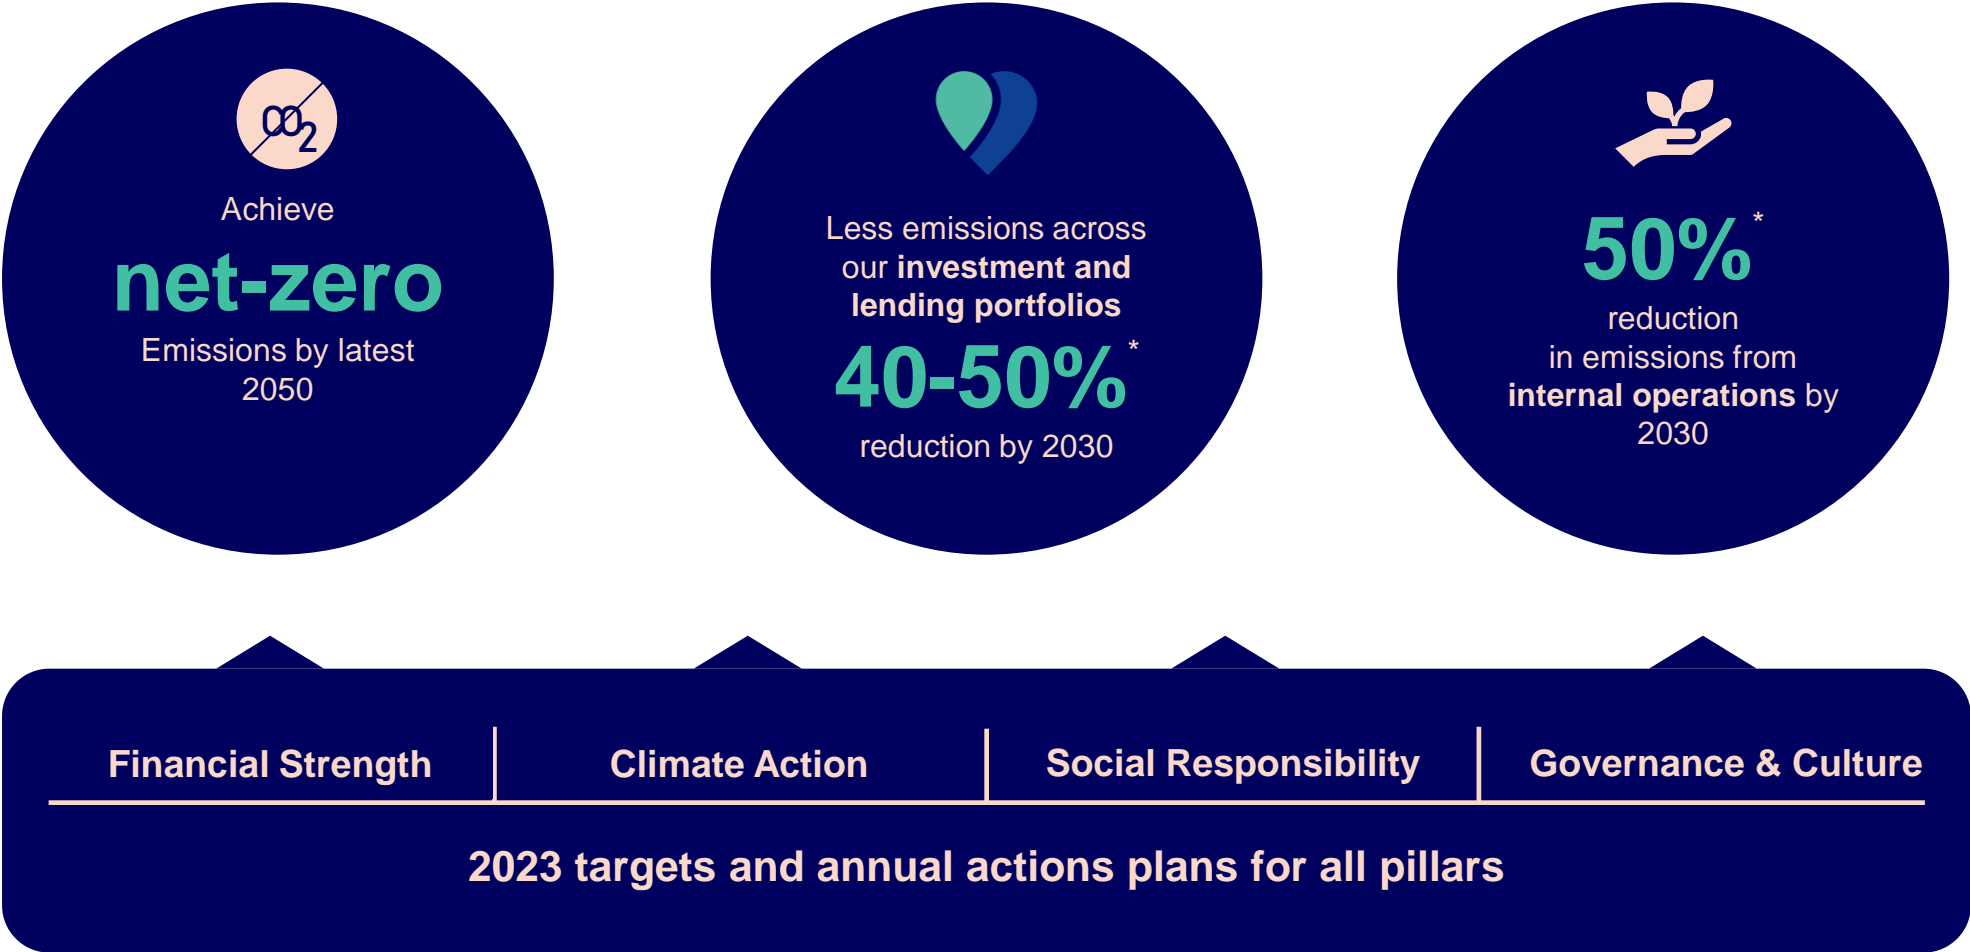 CO2
Achieve
net-zero
Emissions by latest
2050
Less emissions across
our investment and
lending portfolios
40-50%*
reduction by 2030
50%*
reduction
in emissions from
internal operations by
2030
Financial Strength
Climate Action
Social Responsibility
Governance & Culture
2023 targets and annual actions plans for all pillars